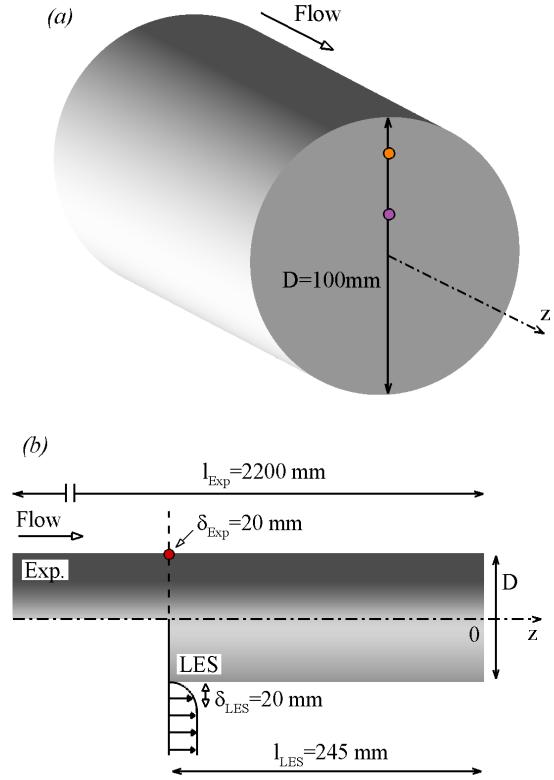 (a)
Flow
D=100mm
z
(b)
l_Exp=2200 mm
Flow
δ_Exp=20 mm
Exp.
D
0
z
LES
δ_LES=20 mm
l_LES=245 mm